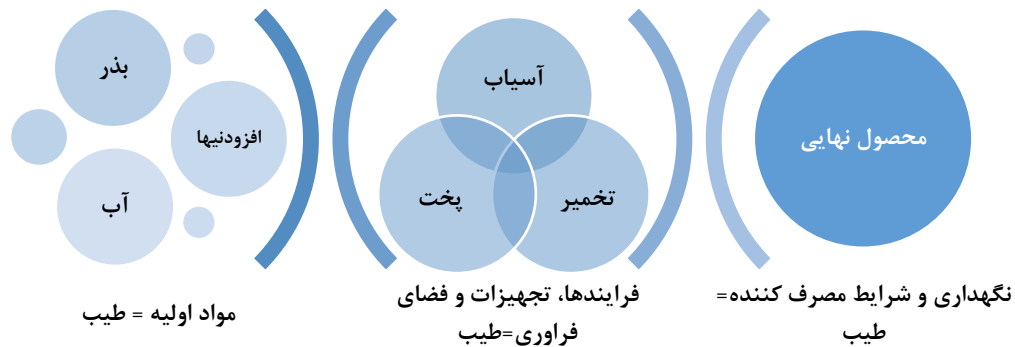 بذر
افزودنیها
آب
مواد اولیه = طیب
آسیاب
پخت
تخمیر
فرایندها، تجهیزات و فضای
فراوری=طیب
محصول نهایی
نگهداری و شرایط مصرف کننده=
طیب